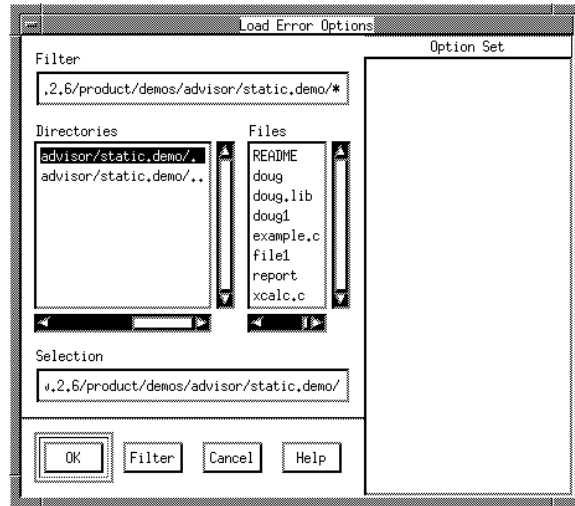 Load Error Options
Option Set
Filter
.2.6/product/demos/advisor/static.demo/*
Directories
Files
advisor/static.demo/.
advisor/static.demo/..
README
doug
doug.lib
doug1
example.c
file1
report
xcalc.c
Selection
.2.6/product/demos/advisor/static.demo/
OK
Filter
Cancel
Help